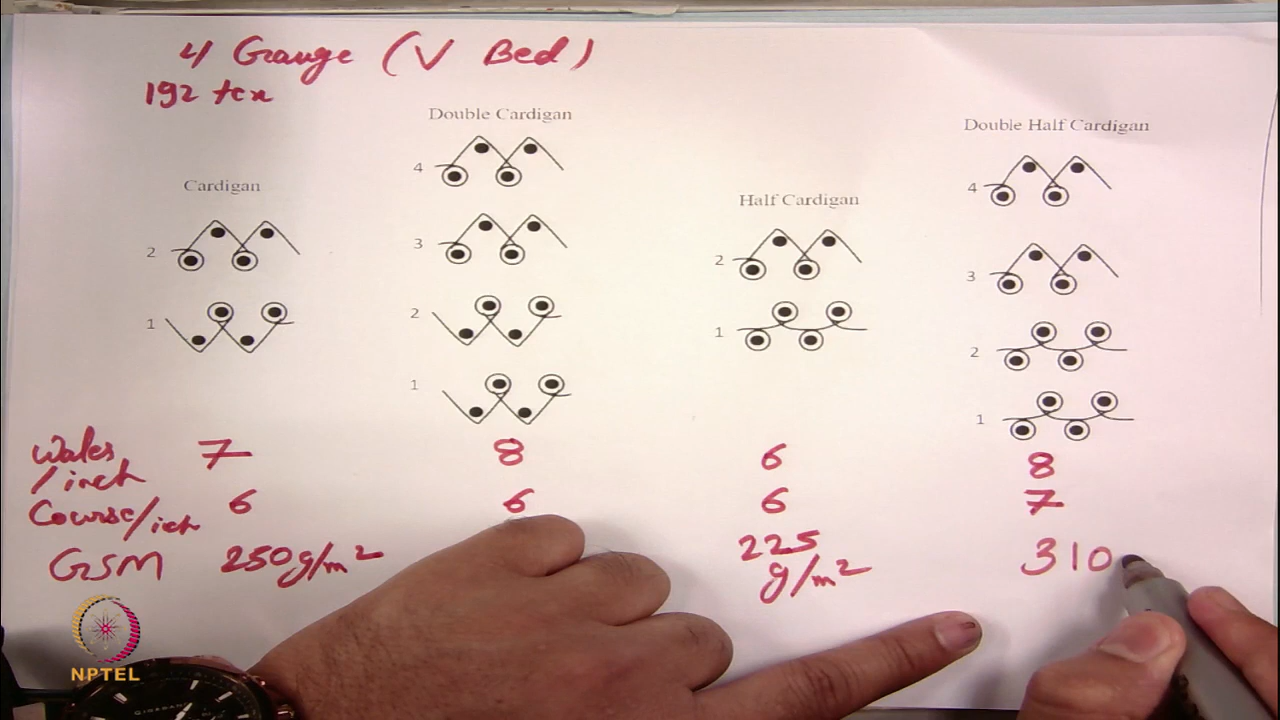 4 Gauge (V Bed)
192 tex
Double Cardigan
Double Half Cardigan
Cardigan
Half Cardigan
4
4
3
3
2
2
2
2
1
1
1
1
Wales/inch 7 8 6 8
Course/ich 6 6 6 7
GSM 250g/m² 225 g/m² 310
NPTEL